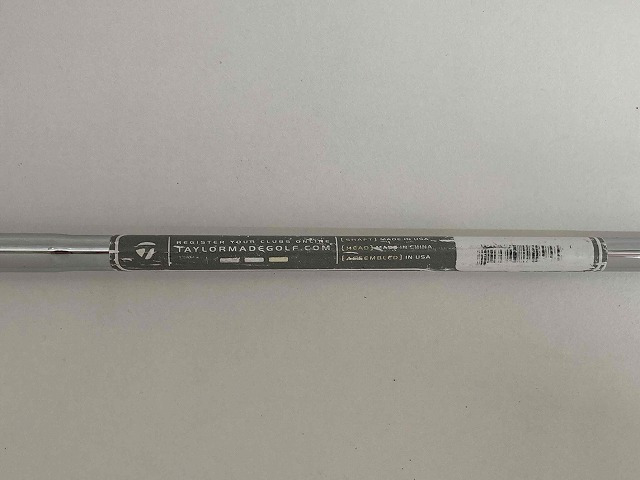 REGISTER YOUR CLUBS ONLINE
TAYLORMADEGOLF.COM
[SHAFT] MADE IN USA
[HEAD] MADE IN CHINA
[ASSEMBLED] IN USA